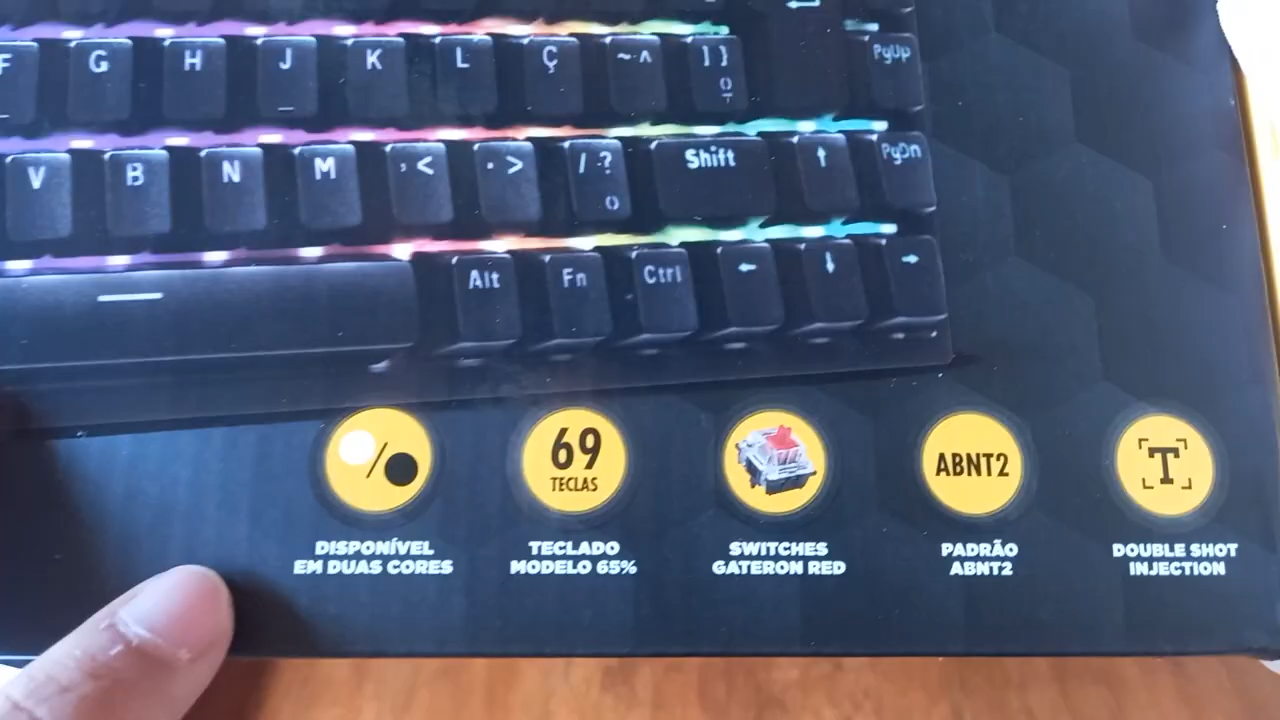 F G H J K L Ç ~ ^ ] } PgUp
º
V B N M , < . > / ? Shift ↑ PgDn
°
Alt Fn Ctrl ← ↓ →
69
TECLAS
ABNT2
T
DISPONÍVEL
EM DUAS CORES
TECLADO
MODELO 65%
SWITCHES
GATERON RED
PADRÃO
ABNT2
DOUBLE SHOT
INJECTION